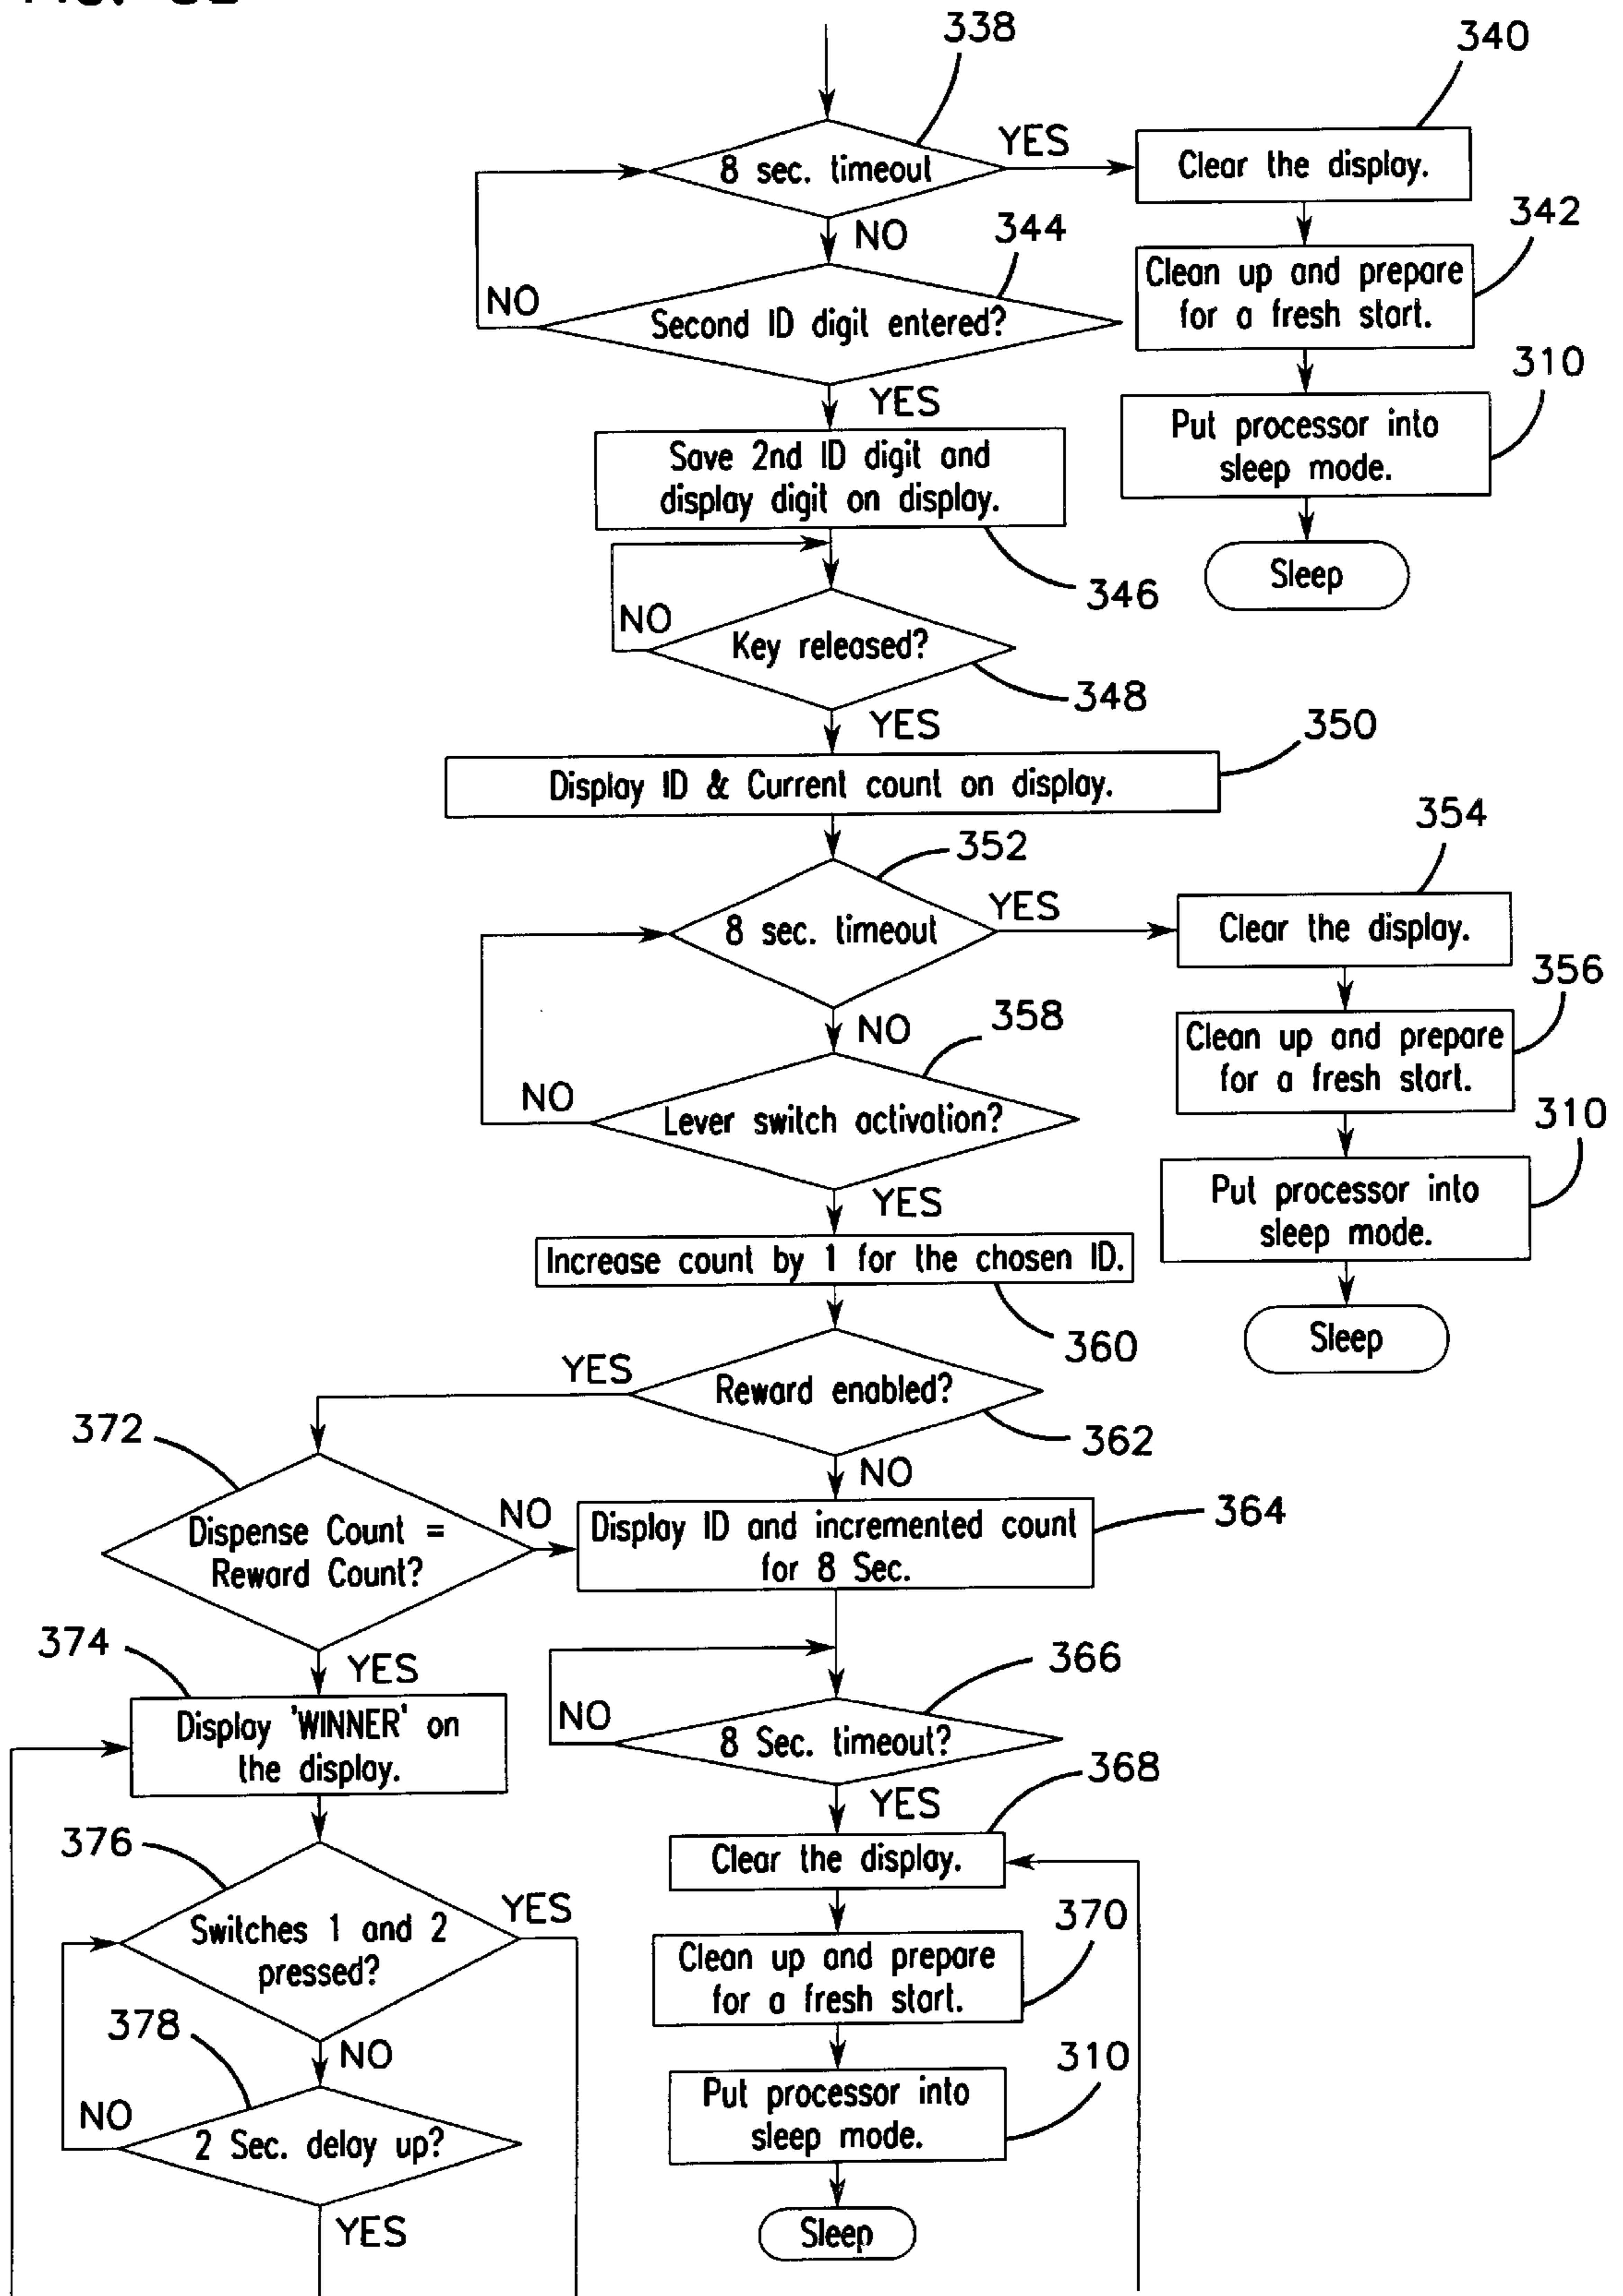 338
340
8 sec. timeout
YES
Clear the display.
342
NO
344
Clean up and prepare
for a fresh start.
NO
Second ID digit entered?
310
YES
Put processor into
sleep mode.
Save 2nd ID digit and
display digit on display.
Sleep
346
NO
Key released?
348
YES
350
Display ID & Current count on display.
354
352
YES
8 sec. timeout
Clear the display.
356
358
NO
Clean up and prepare
for a fresh start.
NO
Lever switch activation?
310
YES
Put processor into
sleep mode.
Increase count by 1 for the chosen ID.
360
Sleep
YES
Reward enabled?
372
362
NO
NO
364
Dispense Count =
Reward Count?
Display ID and incremented count
for 8 Sec.
374
YES
366
NO
Display 'WINNER' on
the display.
8 Sec. timeout?
368
YES
376
Clear the display.
YES
370
Switches 1 and 2
pressed?
Clean up and prepare
for a fresh start.
378
NO
310
NO
Put processor into
sleep mode.
2 Sec. delay up?
YES
Sleep